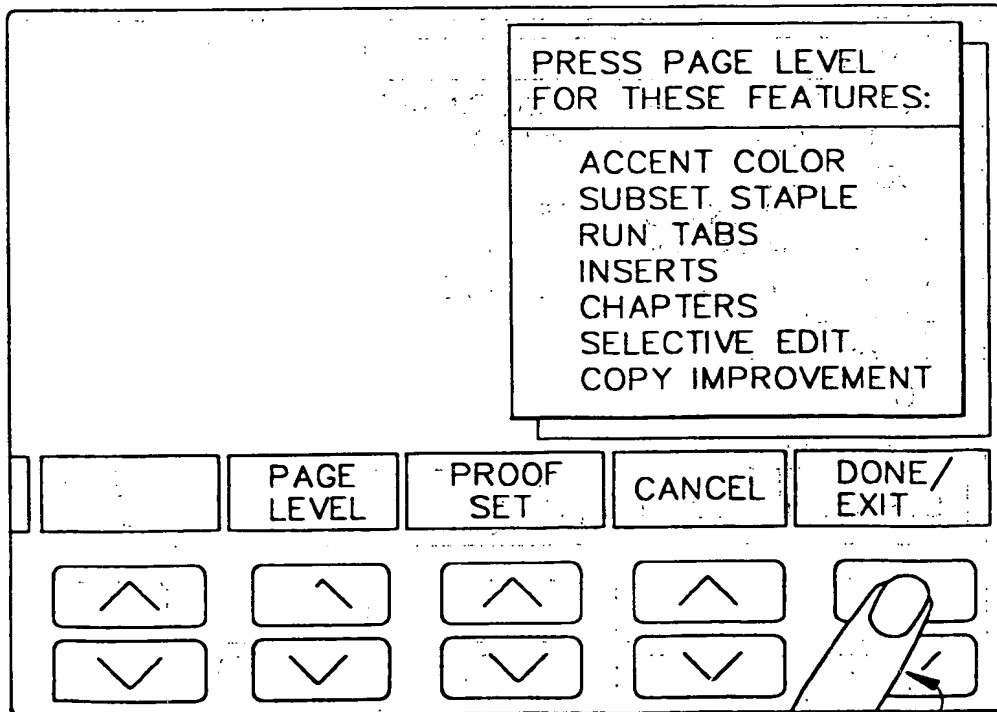 PRESS PAGE LEVEL
FOR THESE FEATURES:
ACCENT COLOR
SUBSET STAPLE
RUN TABS
INSERTS
CHAPTERS
SELECTIVE EDIT
COPY IMPROVEMENT
PAGE
LEVEL
PROOF
SET
CANCEL
DONE/
EXIT